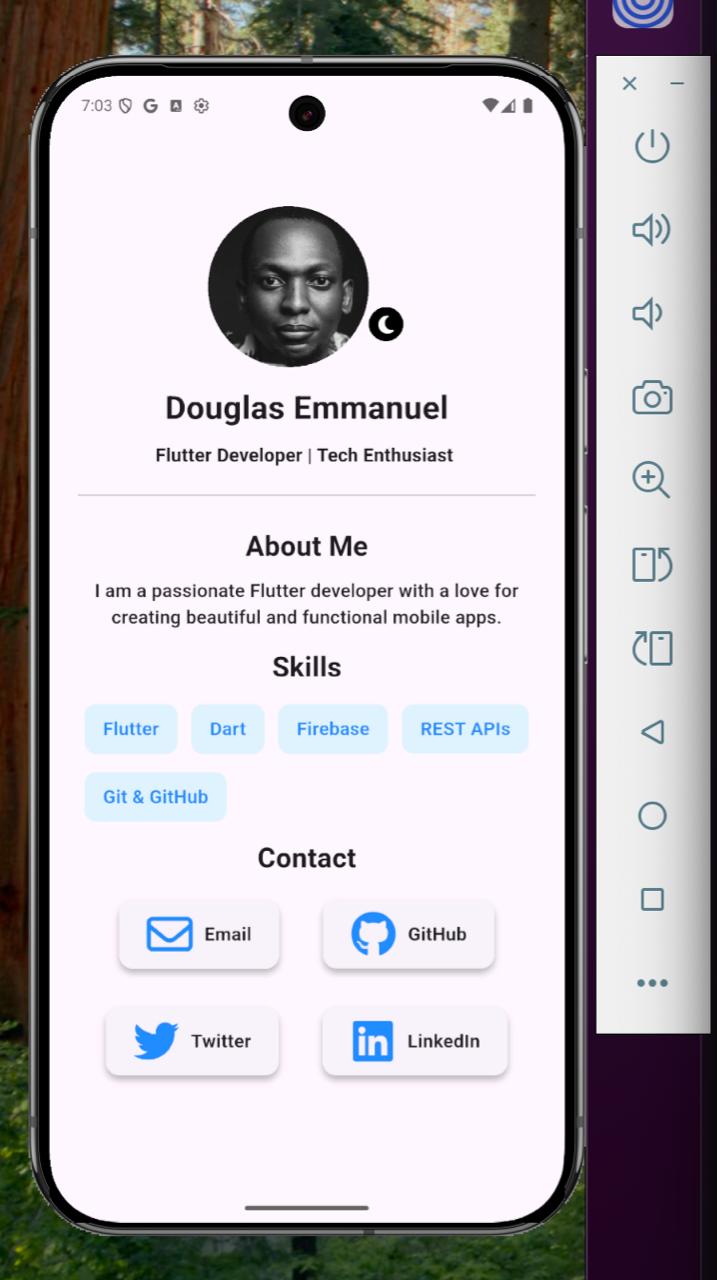 7:03
Douglas Emmanuel
Flutter Developer | Tech Enthusiast
About Me
I am a passionate Flutter developer with a love for
creating beautiful and functional mobile apps.
Skills
Flutter Dart Firebase REST APIs
Git & GitHub
Contact
Email GitHub
Twitter LinkedIn